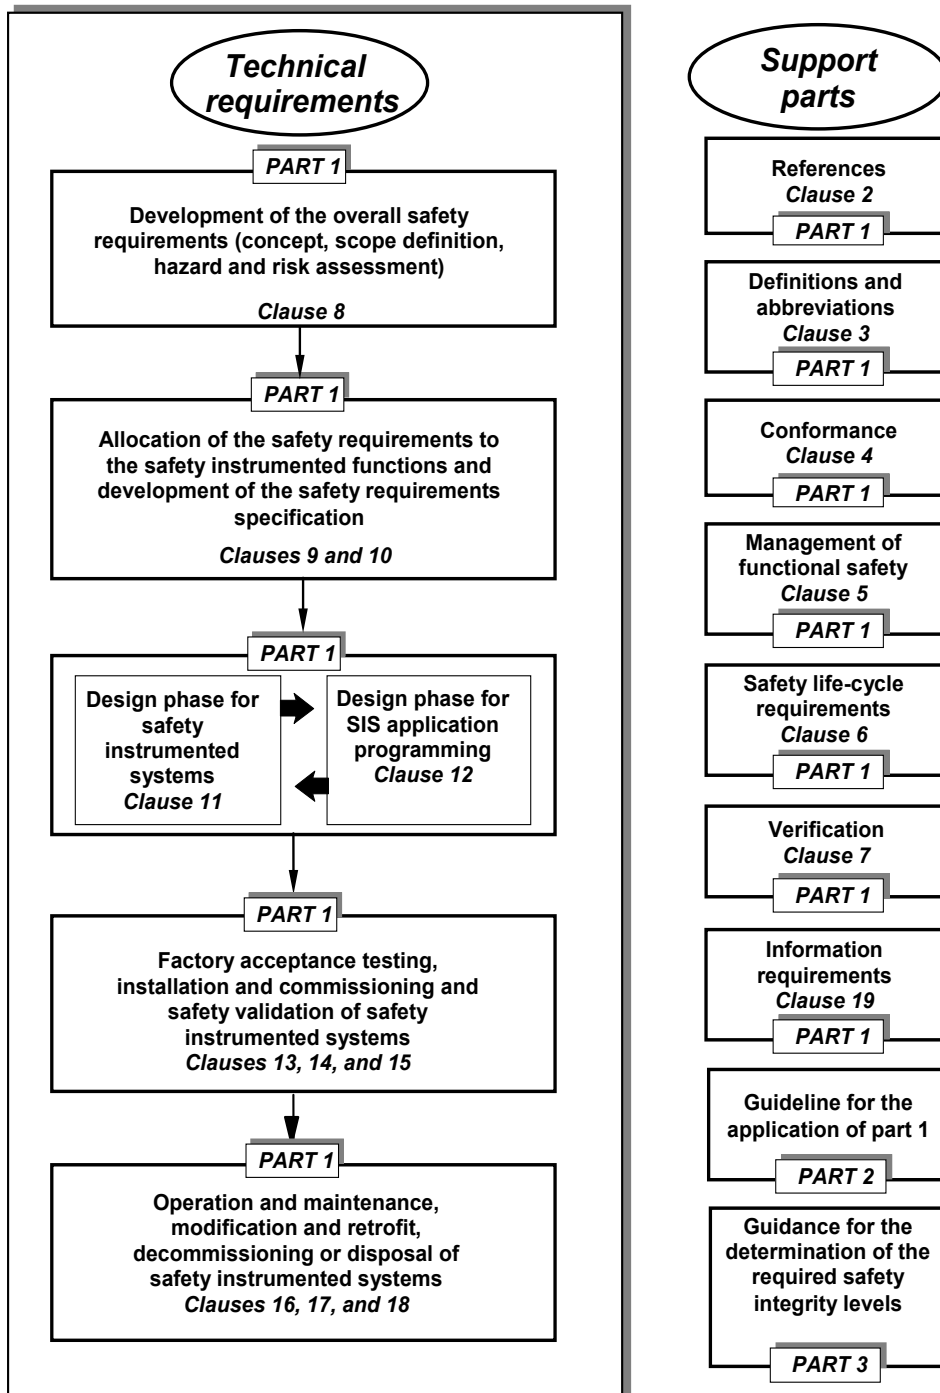 Technical
requirements
PART 1
Development of the overall safety
requirements (concept, scope definition,
hazard and risk assessment)
Clause 8
PART 1
Allocation of the safety requirements to
the safety instrumented functions and
development of the safety requirements
specification
Clauses 9 and 10
PART 1
Design phase for
safety
instrumented
systems
Clause 11
Design phase for
SIS application
programming
Clause 12
PART 1
Factory acceptance testing,
installation and commissioning and
safety validation of safety
instrumented systems
Clauses 13, 14, and 15
PART 1
Operation and maintenance,
modification and retrofit,
decommissioning or disposal of
safety instrumented systems
Clauses 16, 17, and 18
Support
parts
References
Clause 2
PART 1
Definitions and
abbreviations
Clause 3
PART 1
Conformance
Clause 4
PART 1
Management of
functional safety
Clause 5
PART 1
Safety life-cycle
requirements
Clause 6
PART 1
Verification
Clause 7
PART 1
Information
requirements
Clause 19
PART 1
Guideline for the
application of part 1
PART 2
Guidance for the
determination of the
required safety
integrity levels
PART 3